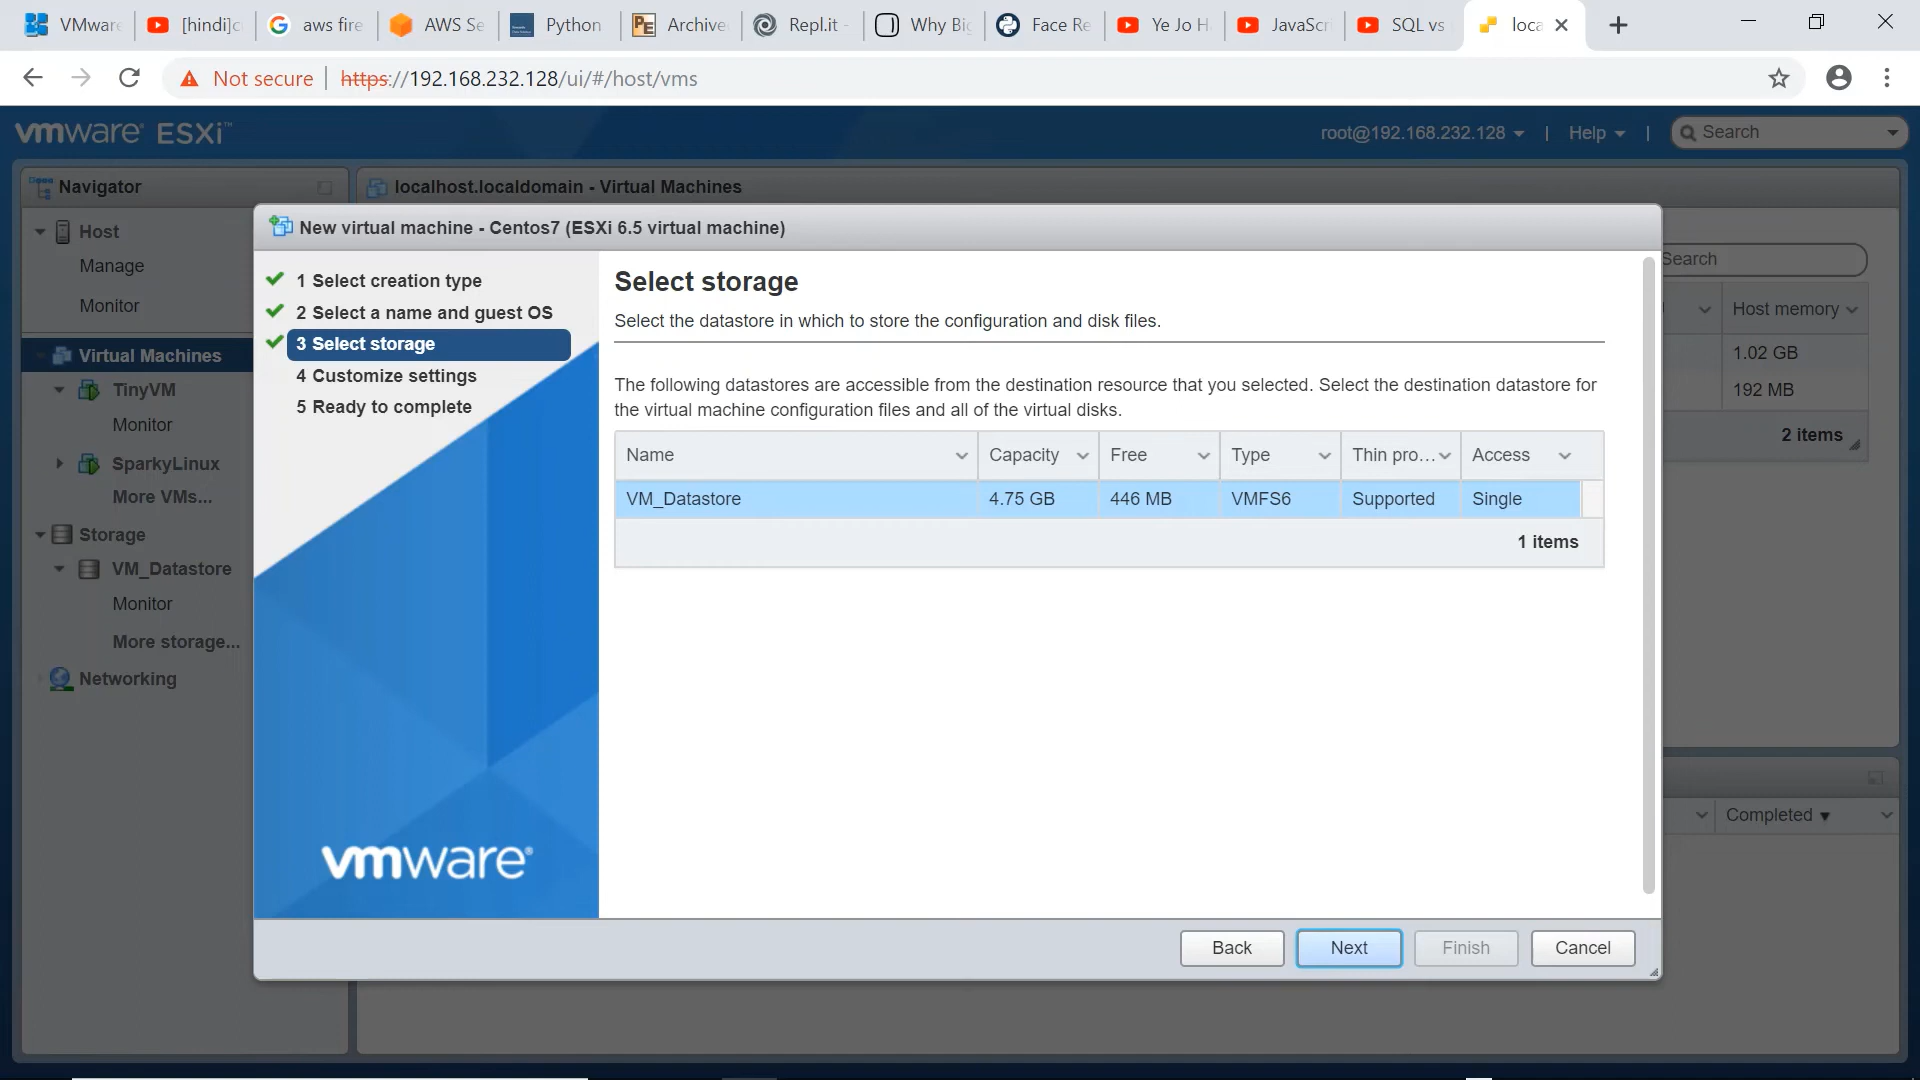 VMware
[hindi]c
aws fire
AWS Se
Python
Archive
Repl.it -
Why Big
Face Re
Ye Jo H
JavaScri
SQL vs
loca
Not secure
https://192.168.232.128/ui/#/host/vms
vmware ESXi™
root@192.168.232.128
|
Help
|
Search
Navigator
localhost.localdomain - Virtual Machines
Host
Manage
Monitor
Virtual Machines
TinyVM
Monitor
SparkyLinux
More VMs...
Storage
VM_Datastore
Monitor
More storage...
Networking
Search
Host memory
1.02 GB
192 MB
2 items
Completed ▼
New virtual machine - Centos7 (ESXi 6.5 virtual machine)
1 Select creation type
2 Select a name and guest OS
3 Select storage
4 Customize settings
5 Ready to complete
vmware®
Select storage
Select the datastore in which to store the configuration and disk files.
The following datastores are accessible from the destination resource that you selected. Select the destination datastore for
the virtual machine configuration files and all of the virtual disks.
Name Capacity Free Type Thin pro... Access
VM_Datastore 4.75 GB 446 MB VMFS6 Supported Single
1 items
Back Next Finish Cancel